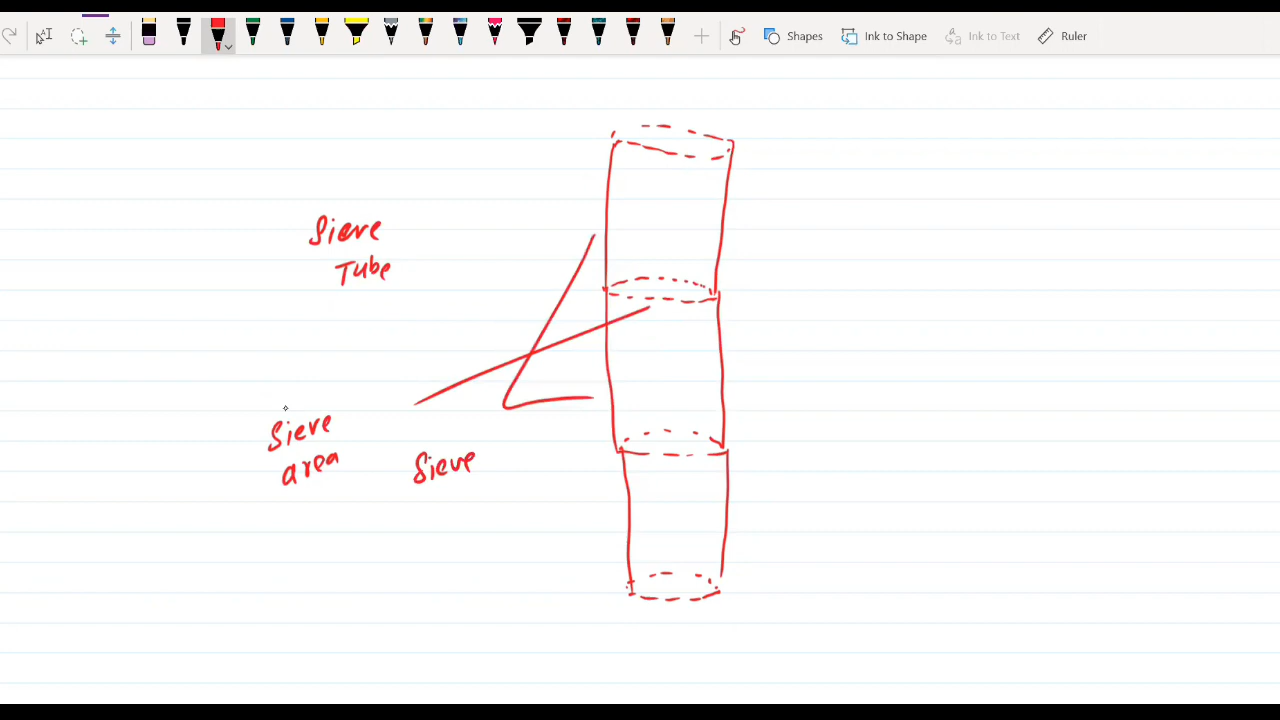 Shapes
Ink to Shape
Ink to Text
Ruler
Sieve
Tube
Sieve
area
Sieve